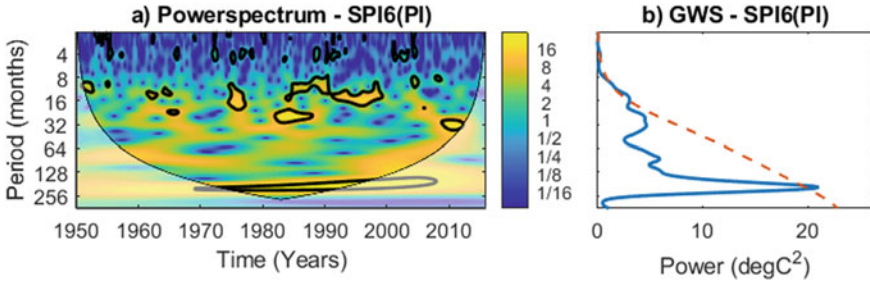 a) Powerspectrum - SPI6(PI)
Period (months)
4
8
16
32
64
128
256
1950 1960 1970 1980 1990 2000 2010
Time (Years)
16
8
4
2
1
1/2
1/4
1/8
1/16
b) GWS - SPI6(PI)
0 10 20
Power (degC²)